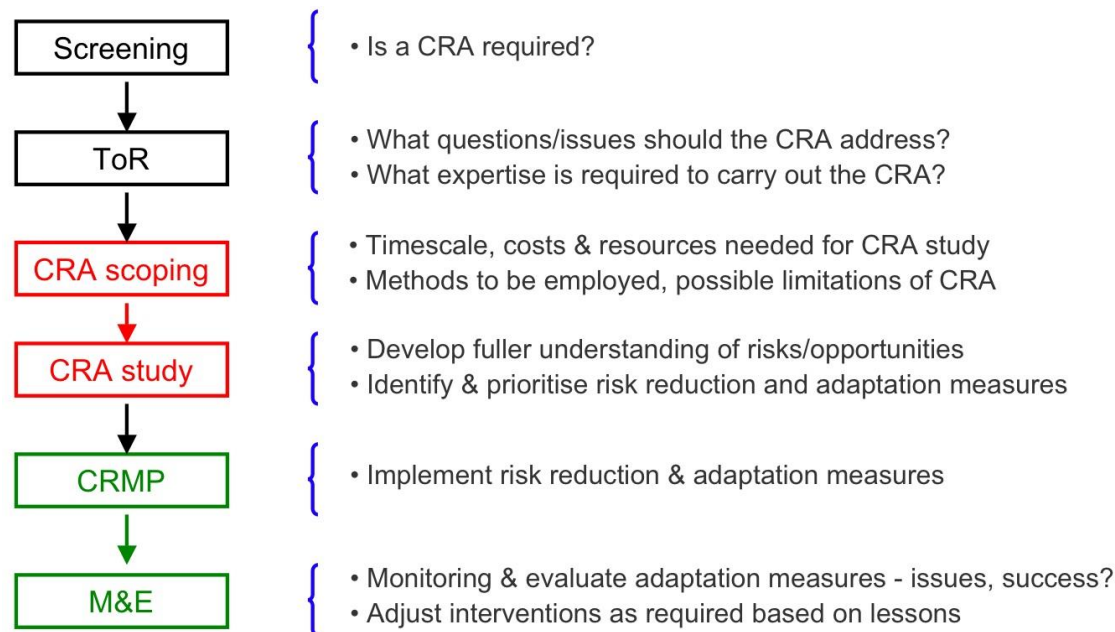 Screening
• Is a CRA required?
ToR
• What questions/issues should the CRA address?
• What expertise is required to carry out the CRA?
CRA scoping
• Timescale, costs & resources needed for CRA study
• Methods to be employed, possible limitations of CRA
CRA study
• Develop fuller understanding of risks/opportunities
• Identify & prioritise risk reduction and adaptation measures
CRMP
• Implement risk reduction & adaptation measures
M&E
• Monitoring & evaluate adaptation measures - issues, success?
• Adjust interventions as required based on lessons